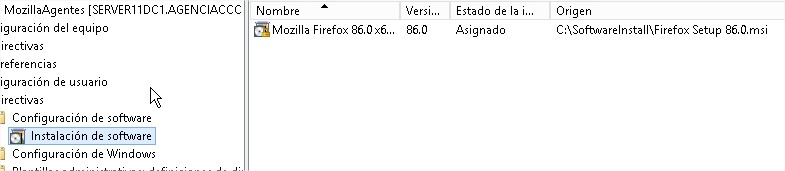 MozillaAgentes [SERVER11DC1.AGENCIACCC
iguración del equipo
irectivas
referencias
iguración de usuario
irectivas
Configuración de software
Instalación de software
Configuración de Windows
Nombre Versi... Estado de la i... Origen
Mozilla Firefox 86.0 x6... 86.0 Asignado C:\SoftwareInstall\Firefox Setup 86.0.msi